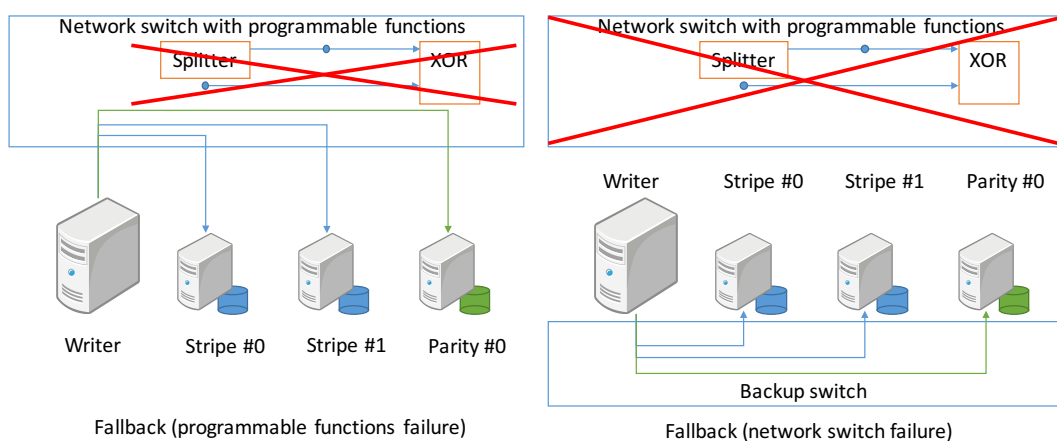 Network switch with programmable functions
Splitter
XOR
Writer
Stripe #0
Stripe #1
Parity #0
Fallback (programmable functions failure)
Network switch with programmable functions
Splitter
XOR
Writer
Stripe #0
Stripe #1
Parity #0
Backup switch
Fallback (network switch failure)